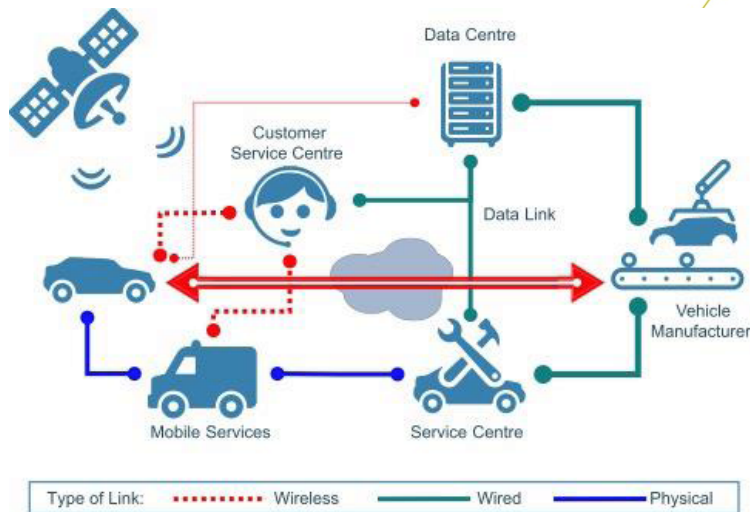 Data Centre
Customer
Service Centre
Data Link
Vehicle
Manufacturer
Mobile Services
Service Centre
Type of Link:
Wireless
Wired
Physical